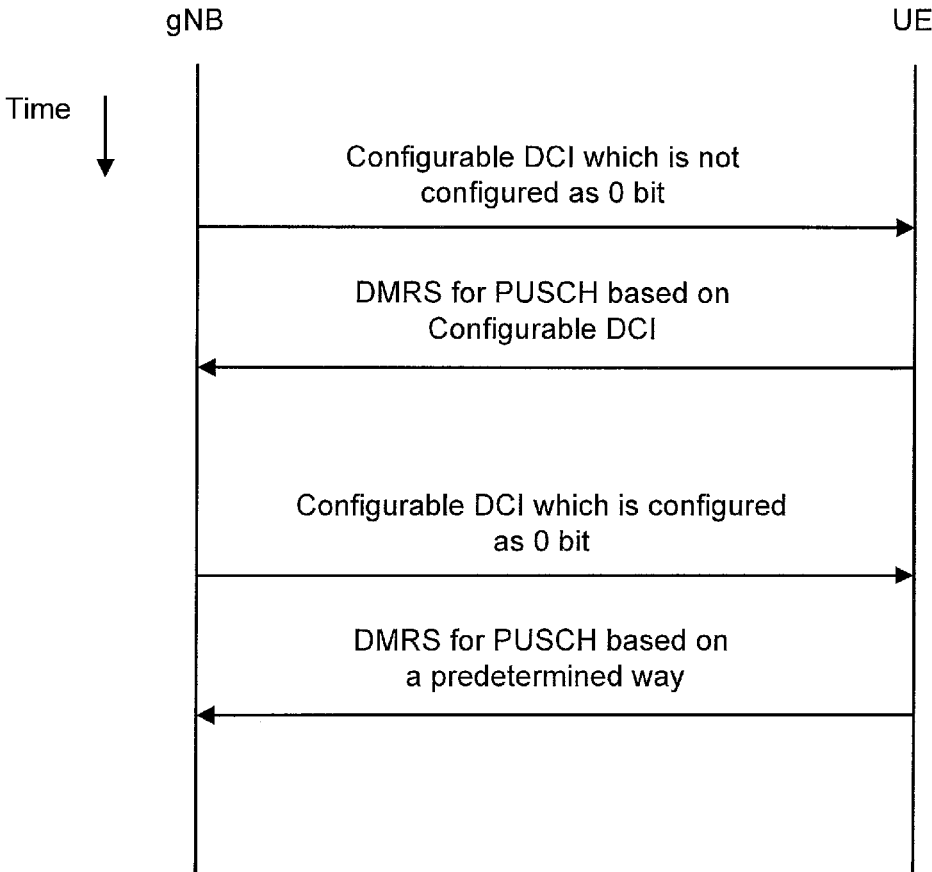 gNB
UE
Time
Configurable DCI which is not
configured as 0 bit
DMRS for PUSCH based on
Configurable DCI
Configurable DCI which is configured
as 0 bit
DMRS for PUSCH based on
a predetermined way